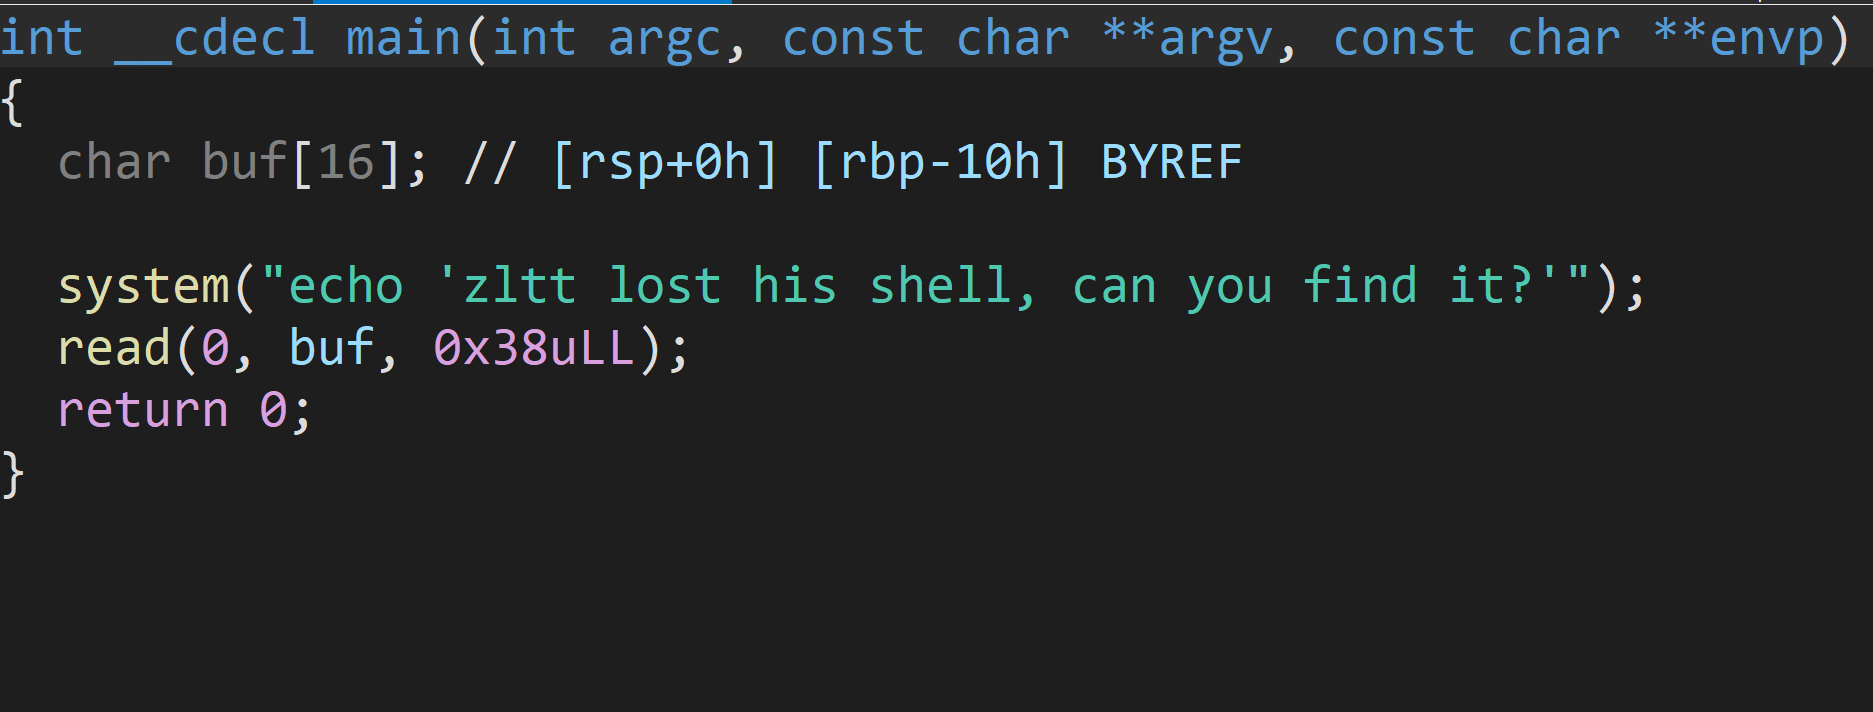 int __cdecl main(int argc, const char **argv, const char **envp)
{
char buf[16]; // [rsp+0h] [rbp-10h] BYREF
system("echo 'zltt lost his shell, can you find it?'");
read(0, buf, 0x38uLL);
return 0;
}